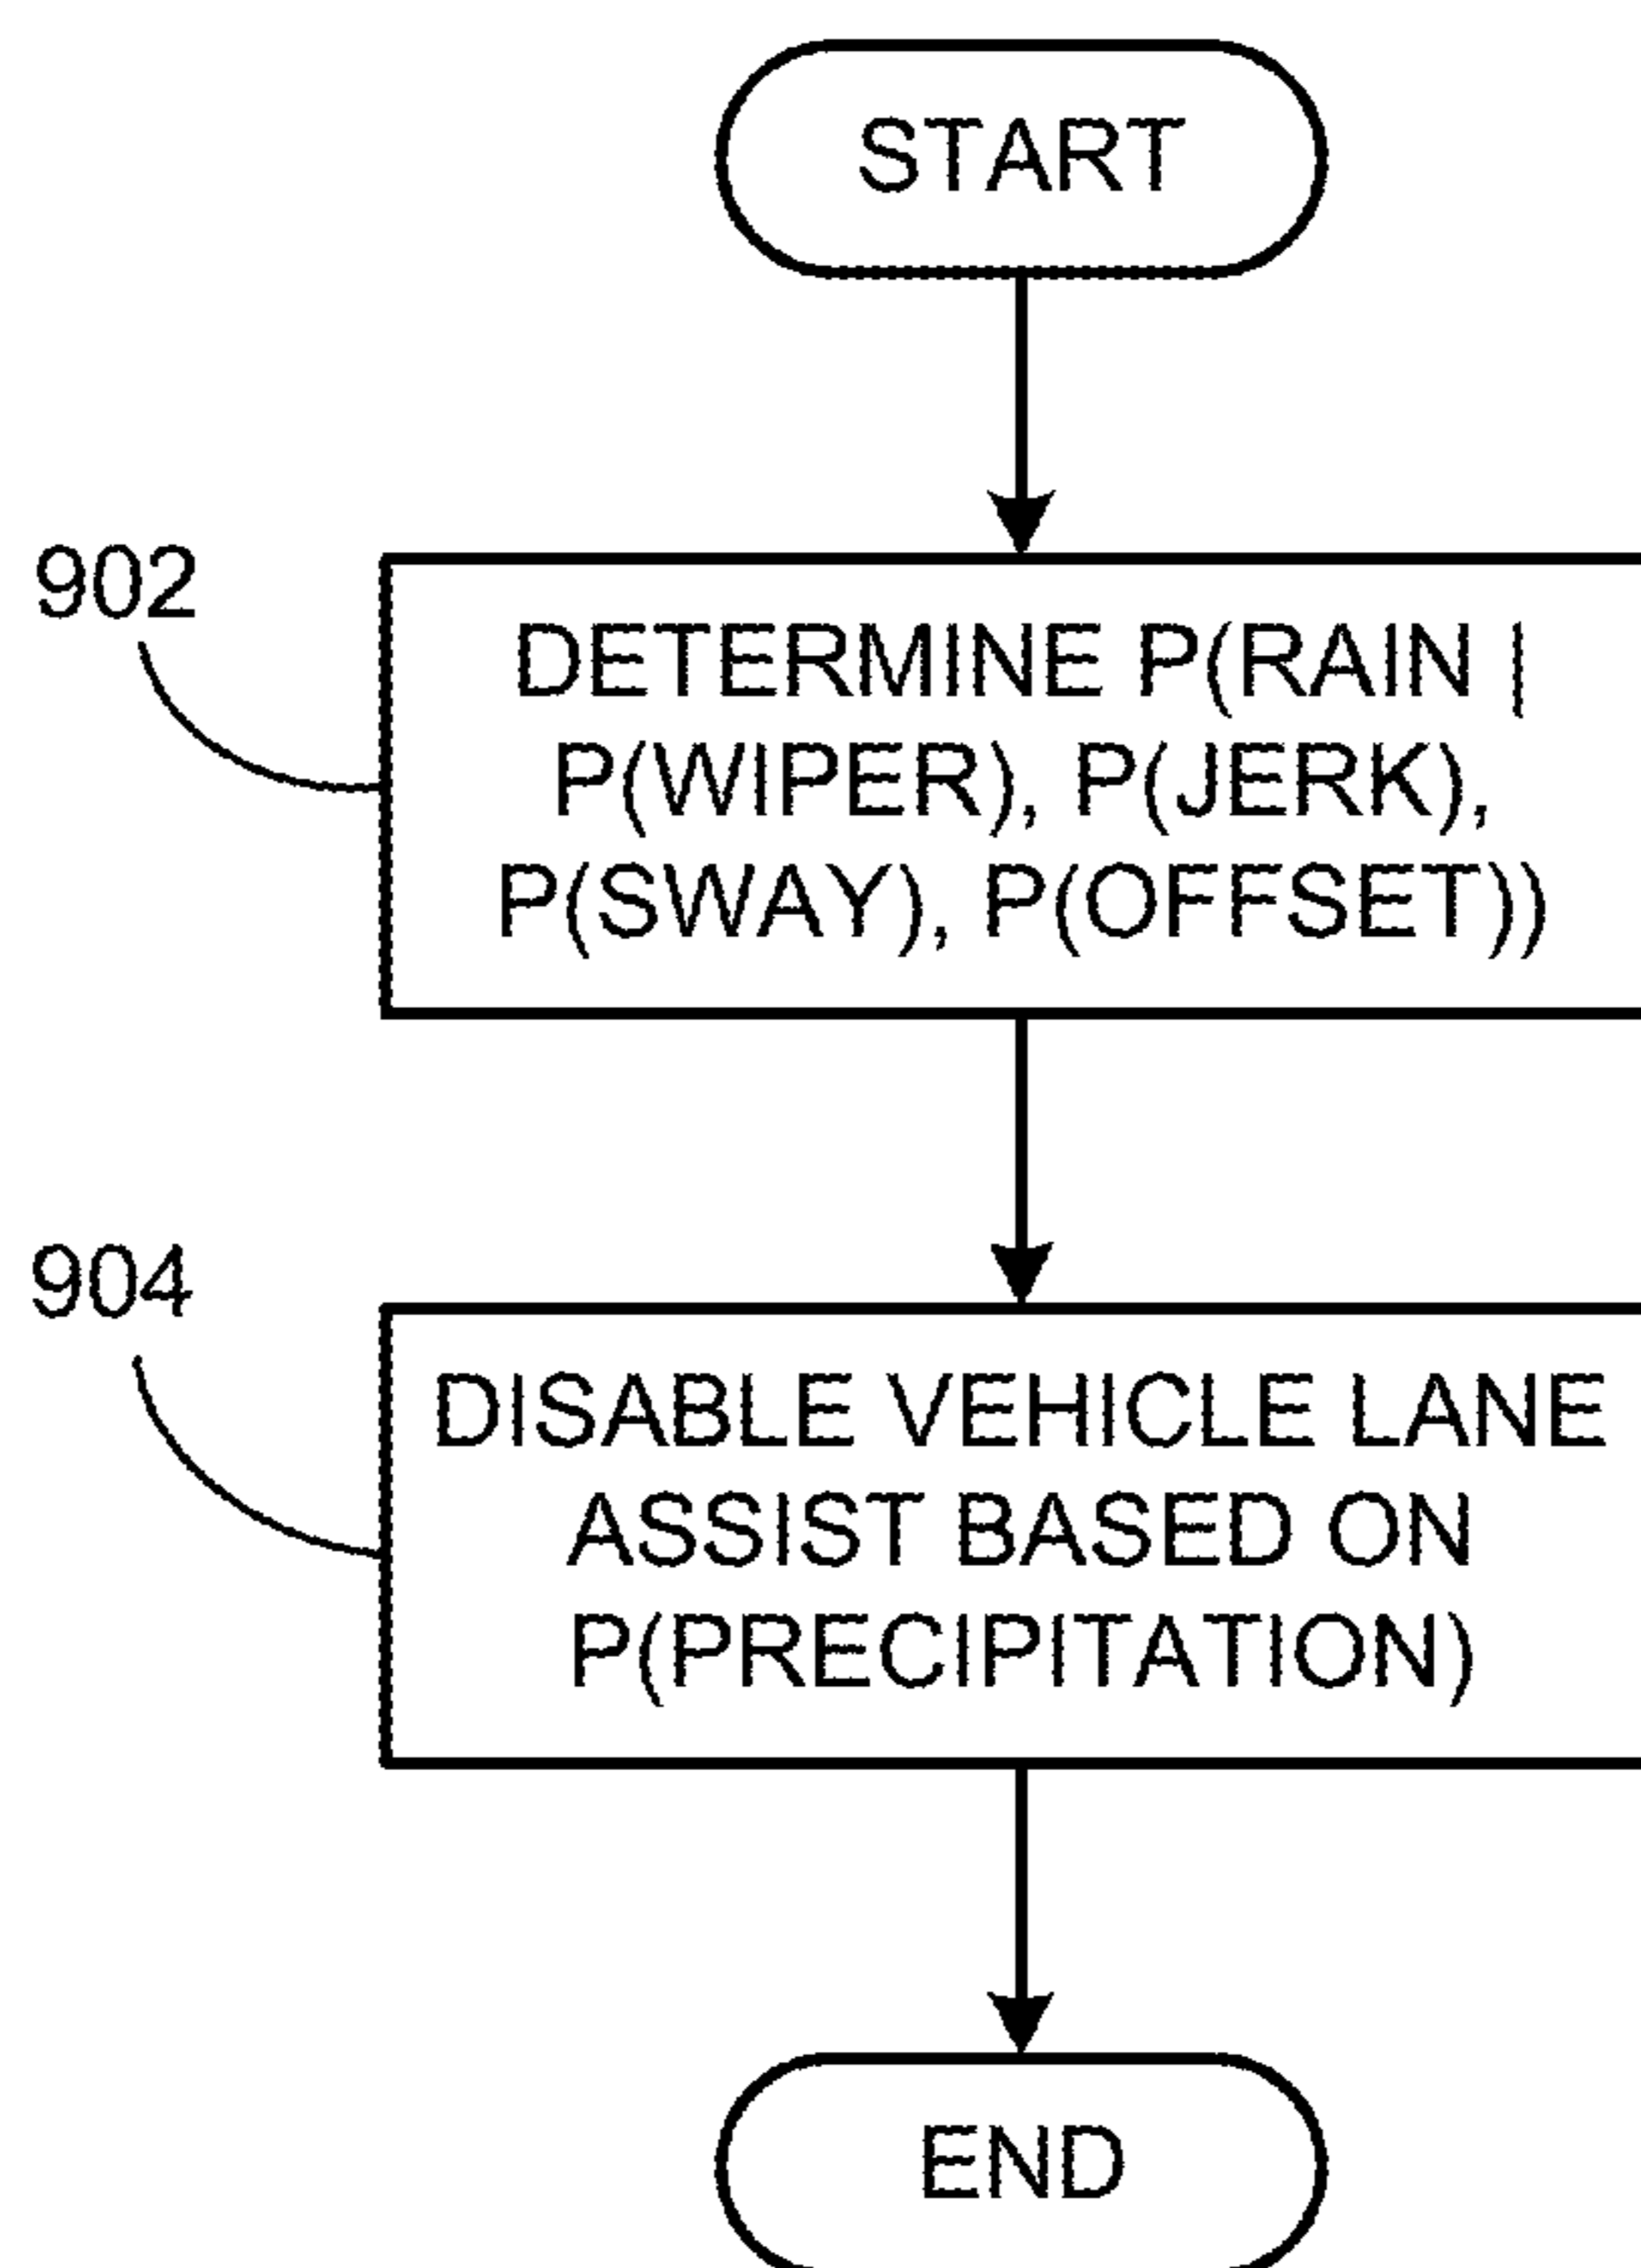 START
902
DETERMINE P(RAIN |
P(WIPER), P(JERK),
P(SWAY), P(OFFSET))
904
DISABLE VEHICLE LANE
ASSIST BASED ON
P(PRECIPITATION)
END